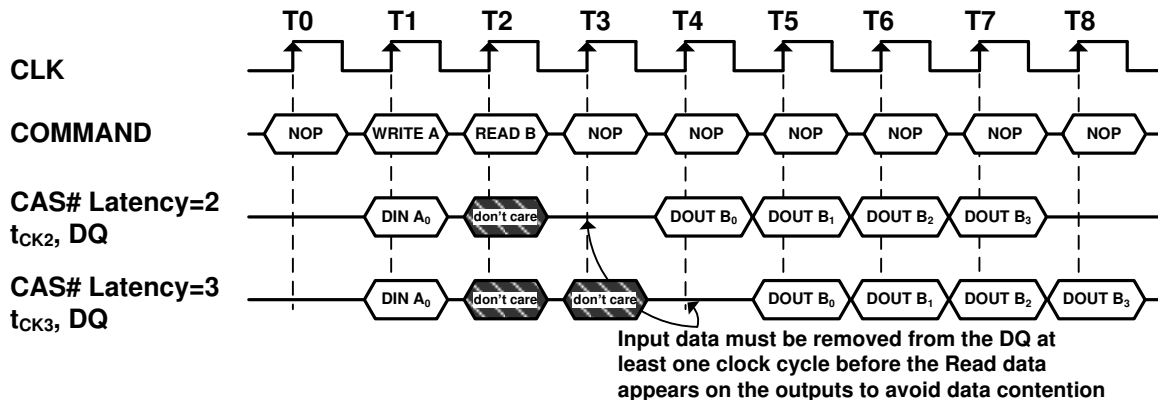 T0 T1 T2 T3 T4 T5 T6 T7 T8
CLK
COMMAND NOP WRITE A READ B NOP NOP NOP NOP NOP NOP
CAS# Latency=2
tCK2, DQ DIN A0 don't care DOUT B0 DOUT B1 DOUT B2 DOUT B3
CAS# Latency=3
tCK3, DQ DIN A0 don't care don't care DOUT B0 DOUT B1 DOUT B2 DOUT B3
Input data must be removed from the DQ at
least one clock cycle before the Read data
appears on the outputs to avoid data contention